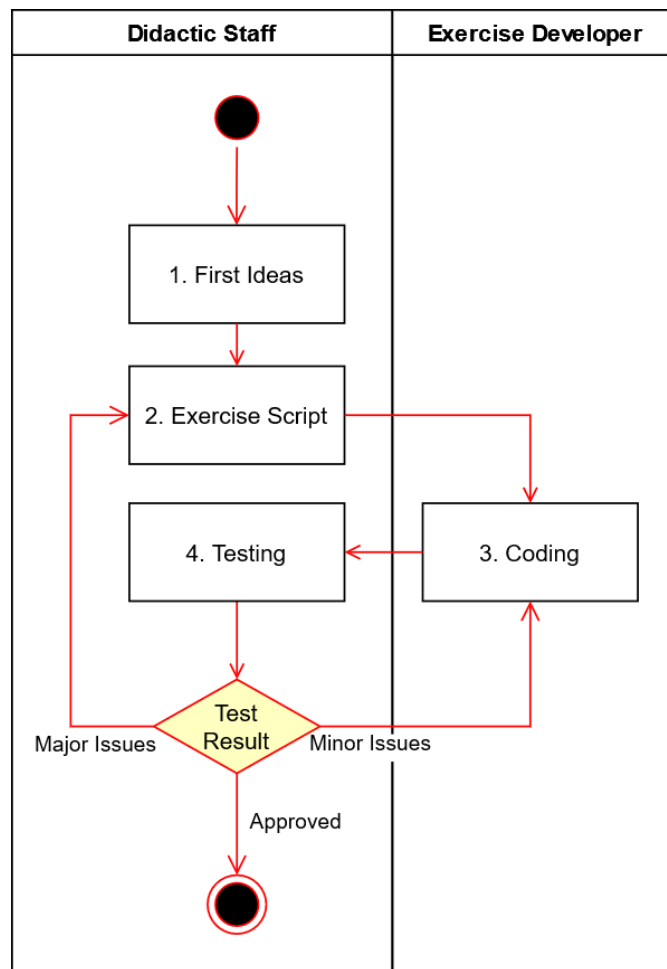 Didactic Staff
Exercise Developer
1. First Ideas
2. Exercise Script
4. Testing
3. Coding
Test
Result
Major Issues
Minor Issues
Approved